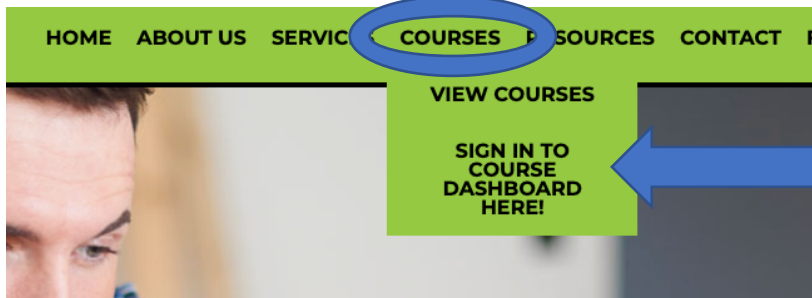 HOME ABOUT US COURSES CONTACT
VIEW COURSES
SIGN IN TO
COURSE
DASHBOARD
HERE!